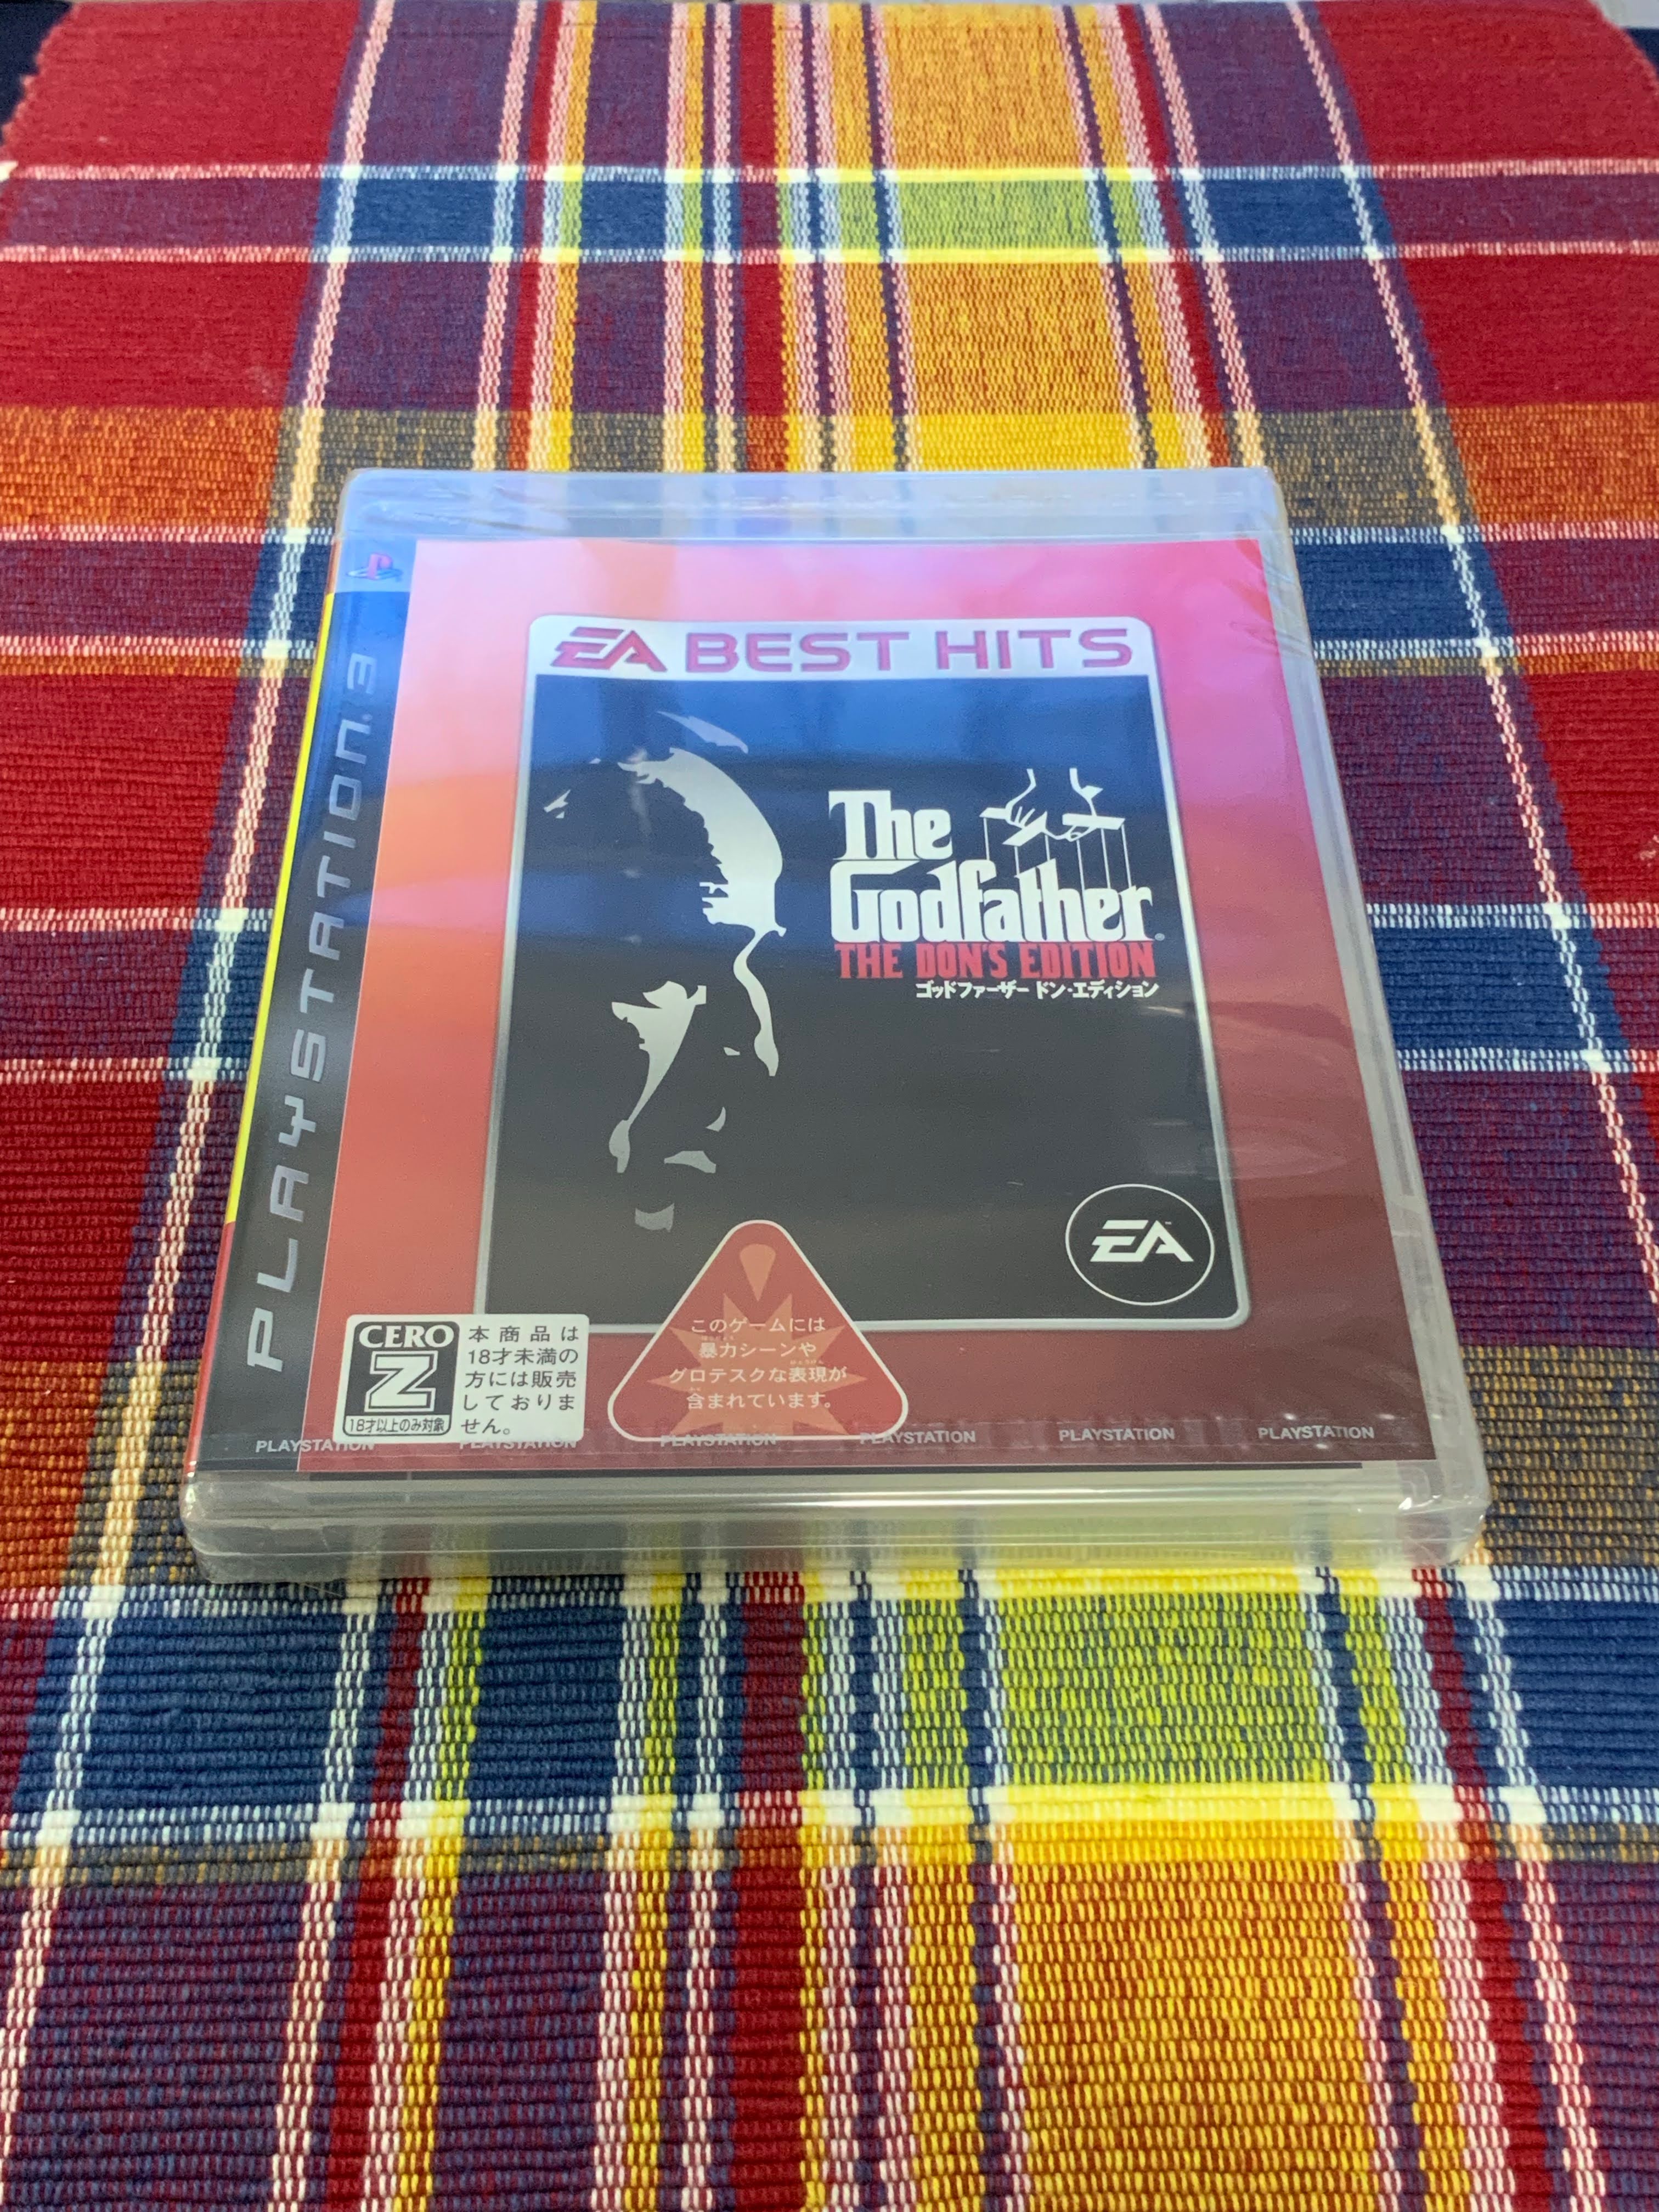 PLAYSTATION 3
EA BEST HITS
The
Godfather®
THE DON'S EDITION
ゴッドファーザー ドン・エディション
EA™
CERO
Z
18才以上のみ対象
本商品は
18才未満の
方には販売
しておりま
せん。
このゲームには
暴力シーンや
グロテスクな表現が
含まれています。
PLAYSTATION PLAYSTATION PLAYSTATION PLAYSTATION PLAYSTATION PLAYSTATION